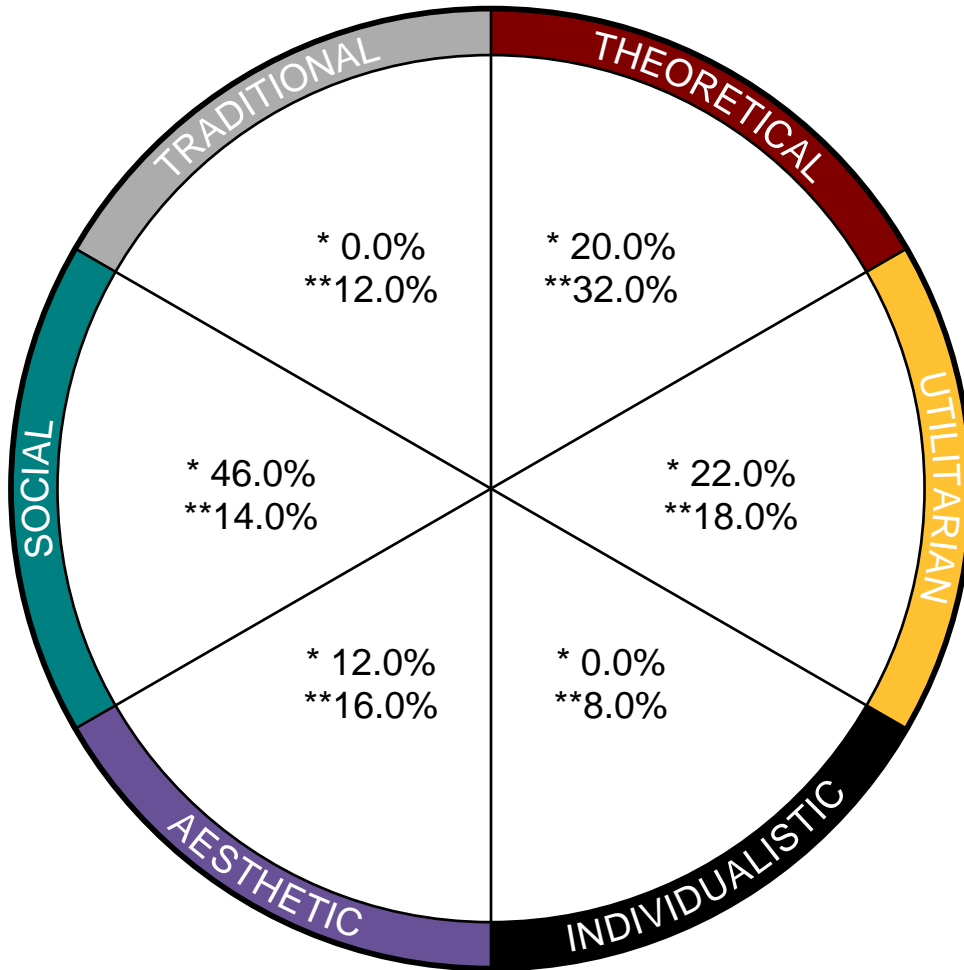 TRADITIONAL
THEORETICAL
* 0.0%
**12.0%
* 20.0%
**32.0%
SOCIAL
* 46.0%
**14.0%
* 22.0%
**18.0%
UTILITARIAN
* 12.0%
**16.0%
* 0.0%
**8.0%
AESTHETIC
INDIVIDUALISTIC